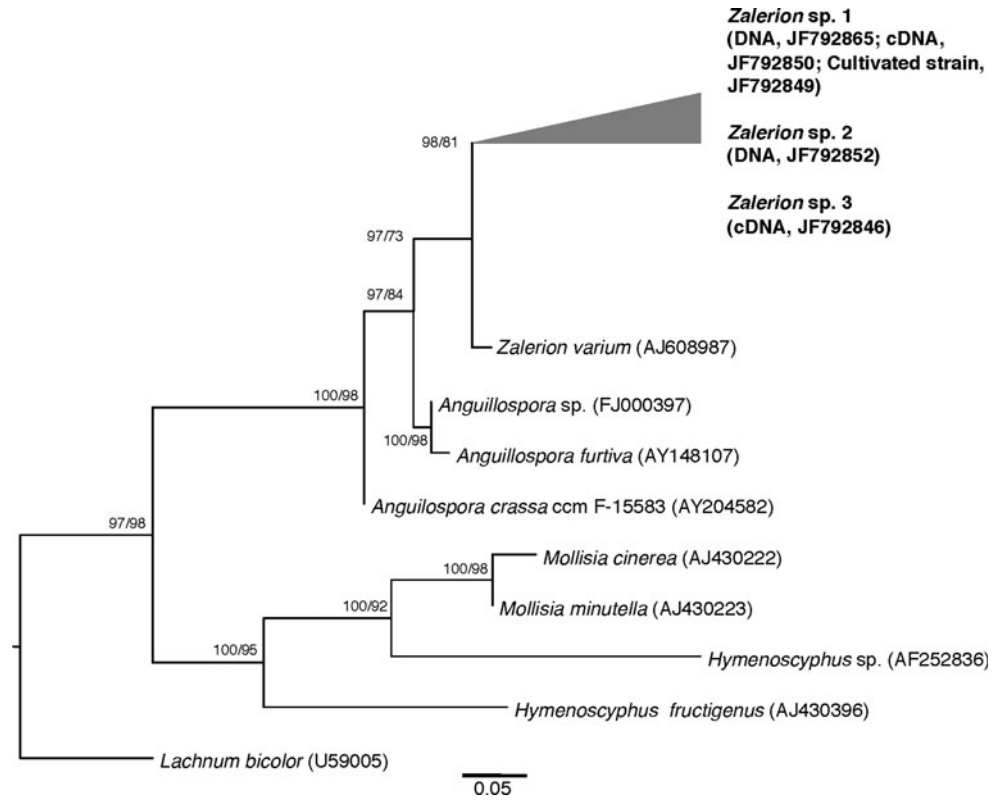 Zalerion sp. 1
(DNA, JF792865; cDNA,
JF792850; Cultivated strain,
JF792849)
98/81
Zalerion sp. 2
(DNA, JF792852)
Zalerion sp. 3
(cDNA, JF792846)
97/73
97/84
Zalerion varium (AJ608987)
100/98
Anguillospora sp. (FJ000397)
100/98
Anguillospora furtiva (AY148107)
Anguilospora crassa ccm F-15583 (AY204582)
97/98
Mollisia cinerea (AJ430222)
100/98
100/92
Mollisia minutella (AJ430223)
100/95
Hymenoscyphus sp. (AF252836)
Hymenoscyphus fructigenus (AJ430396)
Lachnum bicolor (U59005)
0.05